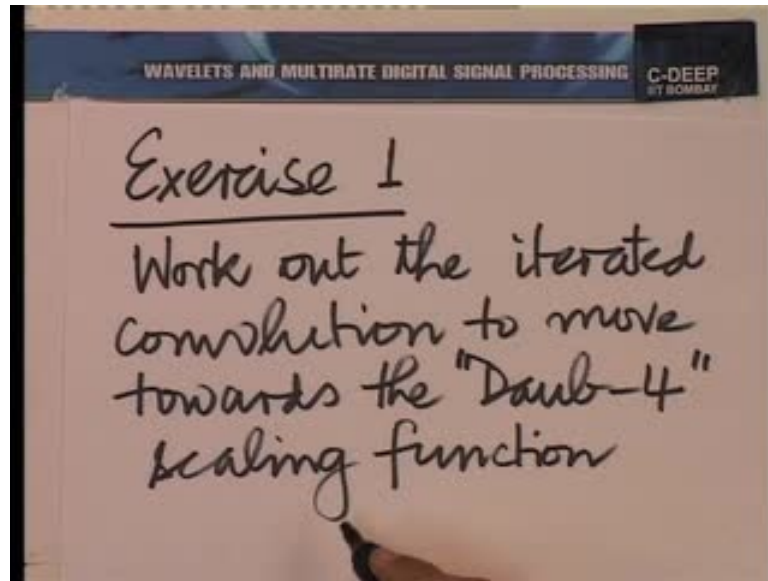 WAVELETS AND MULTIRATE DIGITAL SIGNAL PROCESSING
C-DEEP
IIT BOMBAY
Exercise 1
Work out the iterated
convolution to move
towards the "Daub-4"
scaling function